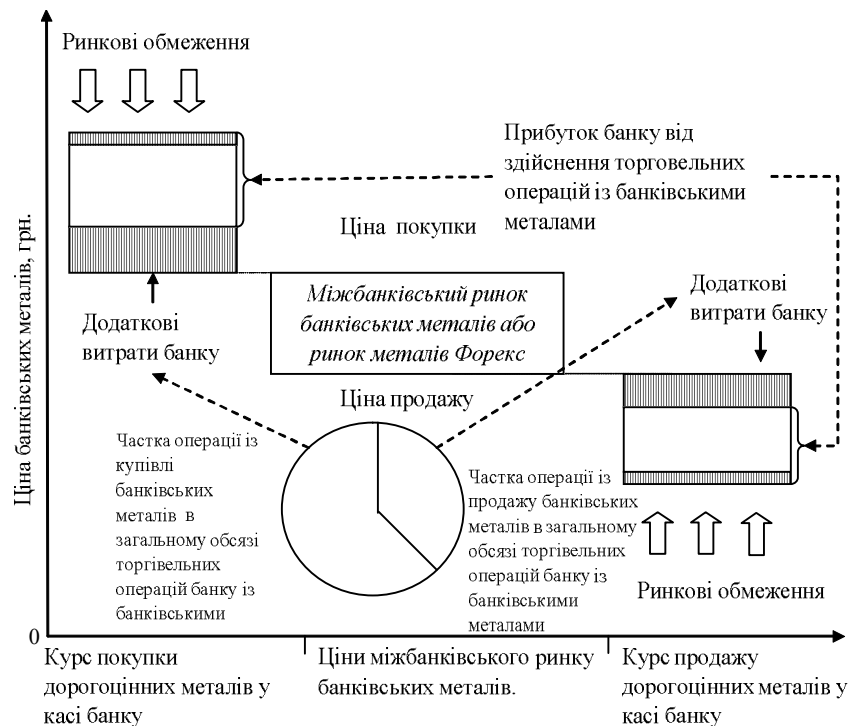 Ринкові обмеження
Прибуток банку від
здійснення торговельних
операцій із банківськими
металами
Ціна покупки
Ціна банківських металів, грн.
Міжбанківський ринок
банківських металів або
ринок металів Форекс
Додаткові
витрати банку
Додаткові
витрати банку
Ціна продажу
Частка операції із
купівлі
банківських
металів в
загальному обсязі
торгівельних
операцій банку із
банківськими
Частка операції із
продажу банківських
металів в загальному
обсязі торгівельних
операцій банку із
банківськими
металами
Ринкові обмеження
0
Курс покупки
дорогоцінних металів у
касі банку
Ціни міжбанківського ринку
банківських металів.
Курс продажу
дорогоцінних металів у
касі банку